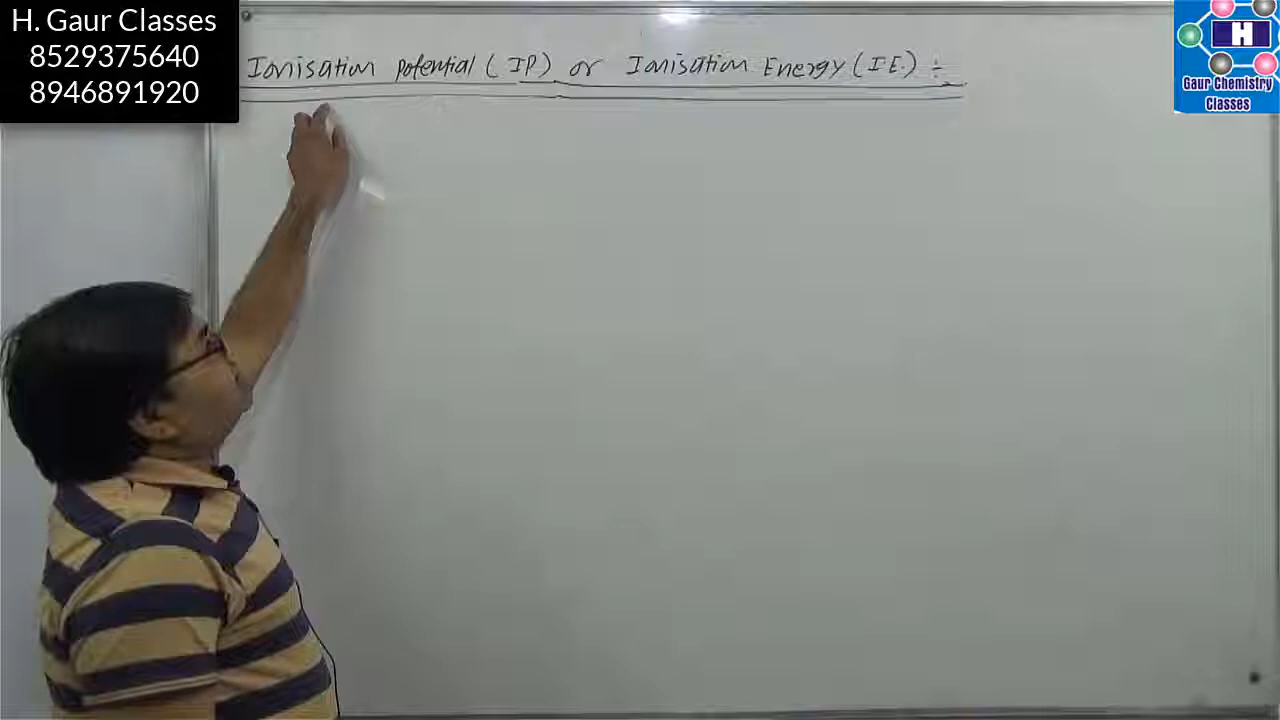 H. Gaur Classes
8529375640
8946891920
Ionisation potential (IP) or Ionisation Energy (I.E.) ÷
H
Gaur Chemistry
Classes